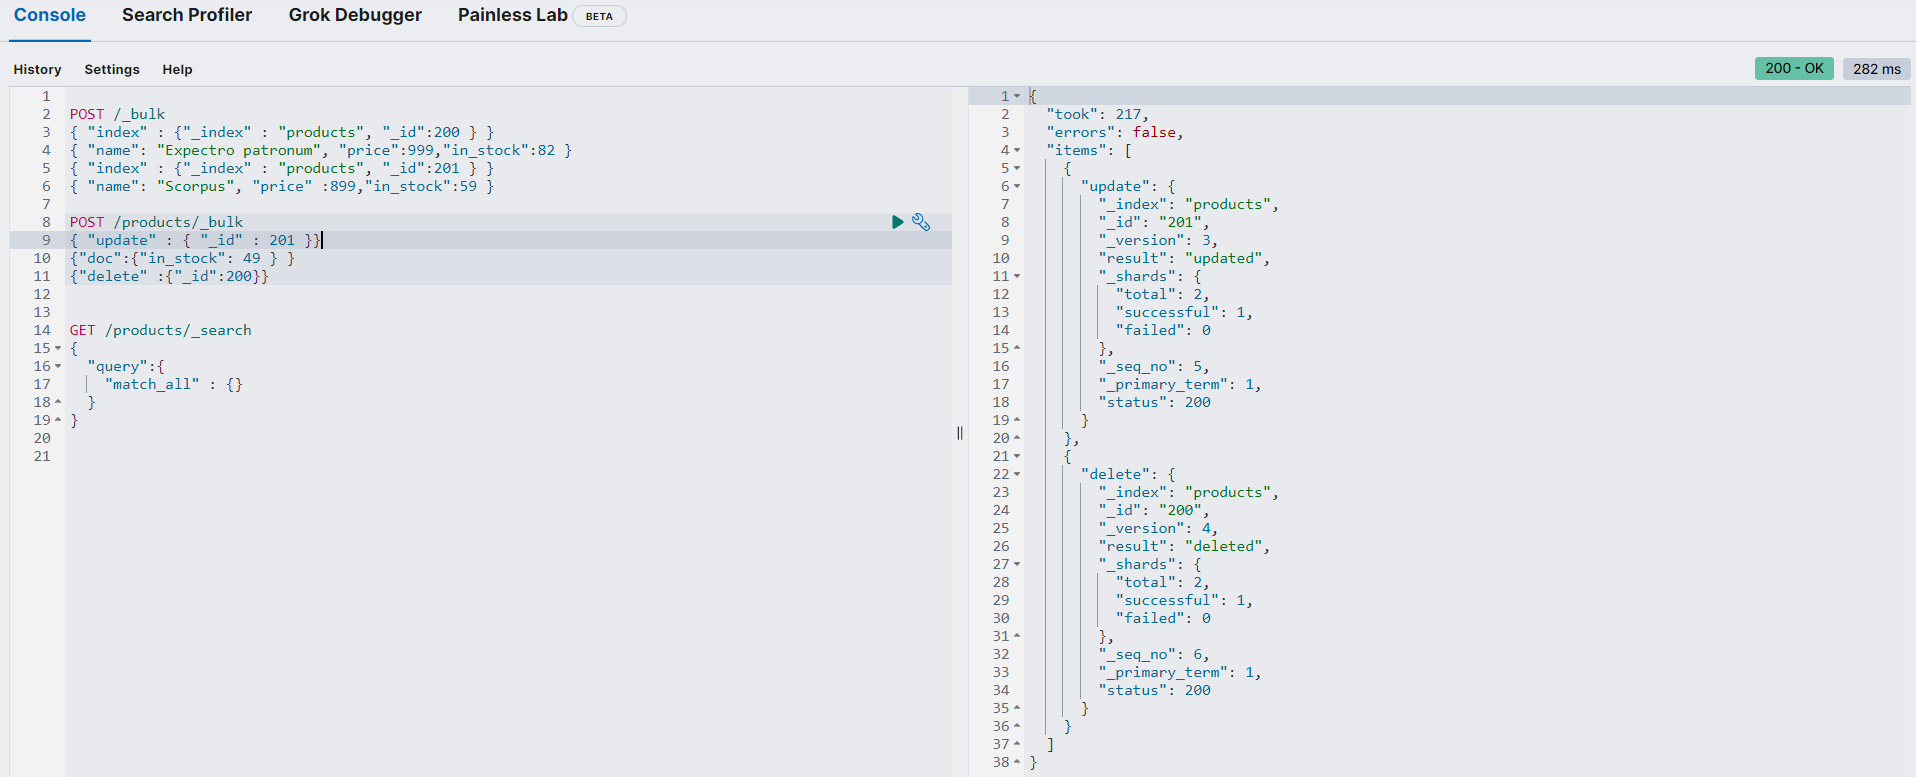 Console Search Profiler Grok Debugger Painless Lab BETA
History Settings Help 200 - OK 282 ms
1
2 POST /_bulk
3 { "index" : {"_index" : "products", "_id":200 } }
4 { "name": "Expectro patronum", "price":999,"in_stock":82 }
5 { "index" : {"_index" : "products", "_id":201 } }
6 { "name": "Scorpus", "price" :899,"in_stock":59 }
7
8 POST /products/_bulk
9 { "update" : { "_id" : 201 }}
10 {"doc":{"in_stock": 49 } }
11 {"delete" :{"_id":200}}
12
13
14 GET /products/_search
15 {
16 "query":{
17 "match_all" : {}
18 }
19 }
20
21
1 {
2 "took": 217,
3 "errors": false,
4 "items": [
5 {
6 "update": {
7 "_index": "products",
8 "_id": "201",
9 "_version": 3,
10 "result": "updated",
11 "_shards": {
12 "total": 2,
13 "successful": 1,
14 "failed": 0
15 },
16 "_seq_no": 5,
17 "_primary_term": 1,
18 "status": 200
19 }
20 },
21 {
22 "delete": {
23 "_index": "products",
24 "_id": "200",
25 "_version": 4,
26 "result": "deleted",
27 "_shards": {
28 "total": 2,
29 "successful": 1,
30 "failed": 0
31 },
32 "_seq_no": 6,
33 "_primary_term": 1,
34 "status": 200
35 }
36 }
37 ]
38 }